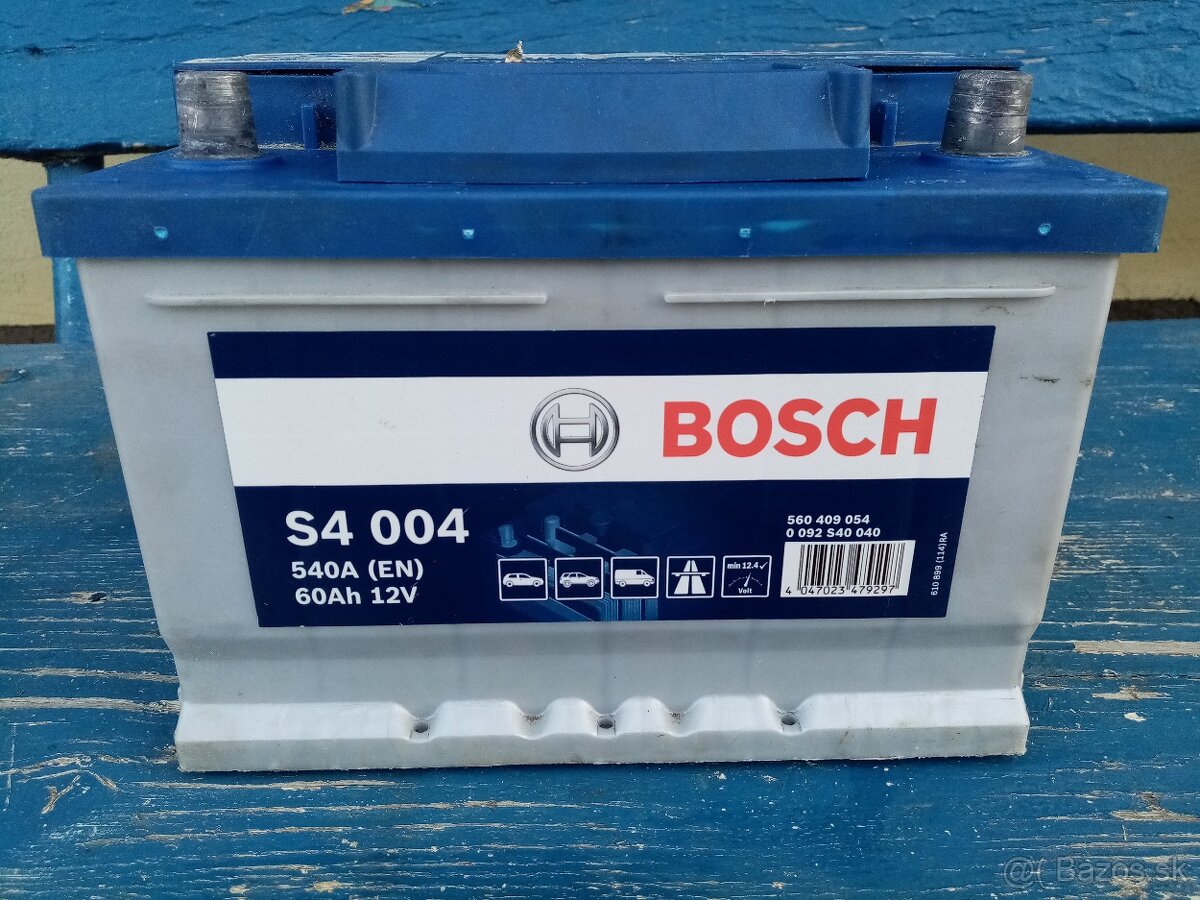 BOSCH
S4 004
540A (EN)
60Ah 12V
min 12.4 ✓
Volt
560 409 054
0 092 S40 040
4 047023 479297
610 899 (114)RA
@( Bazos.sk